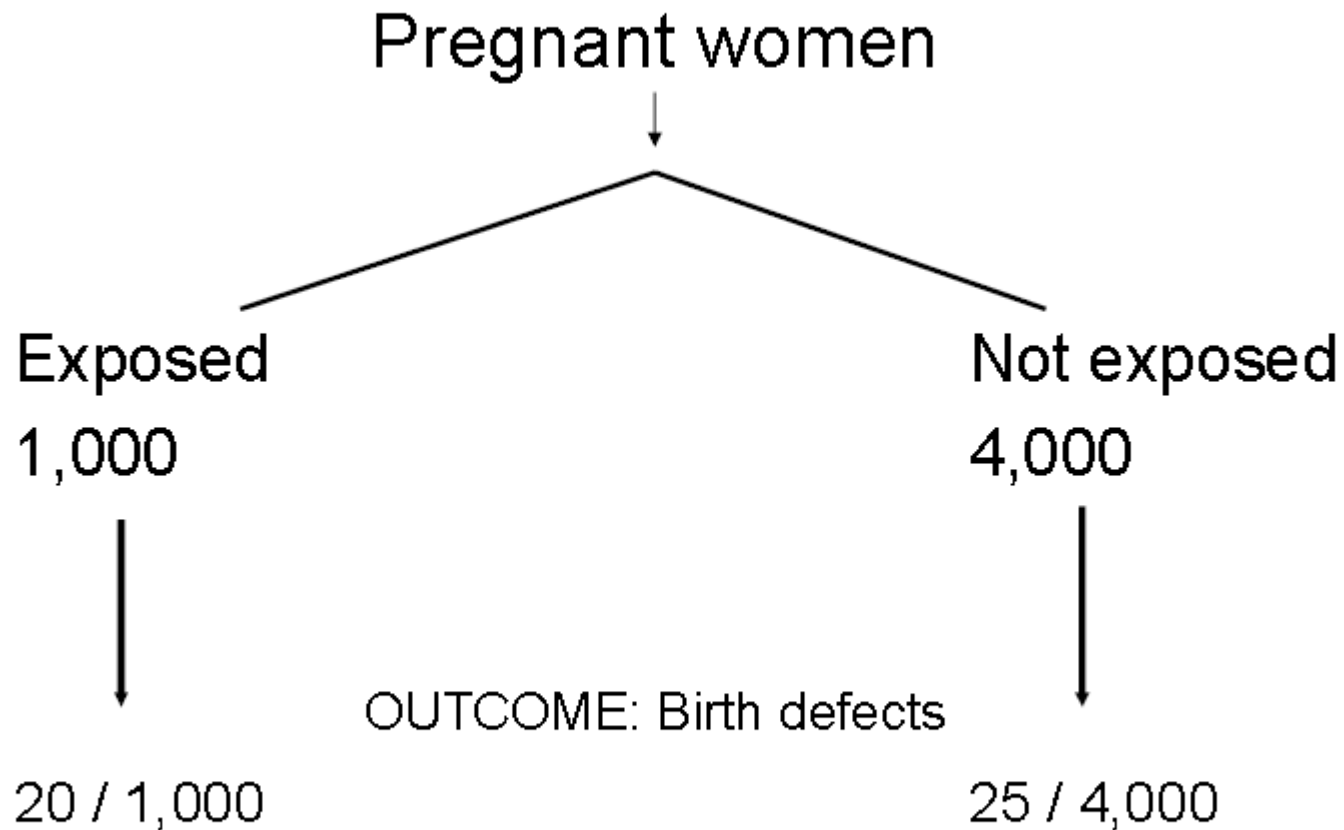 Pregnant women
Exposed
1,000
Not exposed
4,000
OUTCOME: Birth defects
20 / 1,000
25 / 4,000